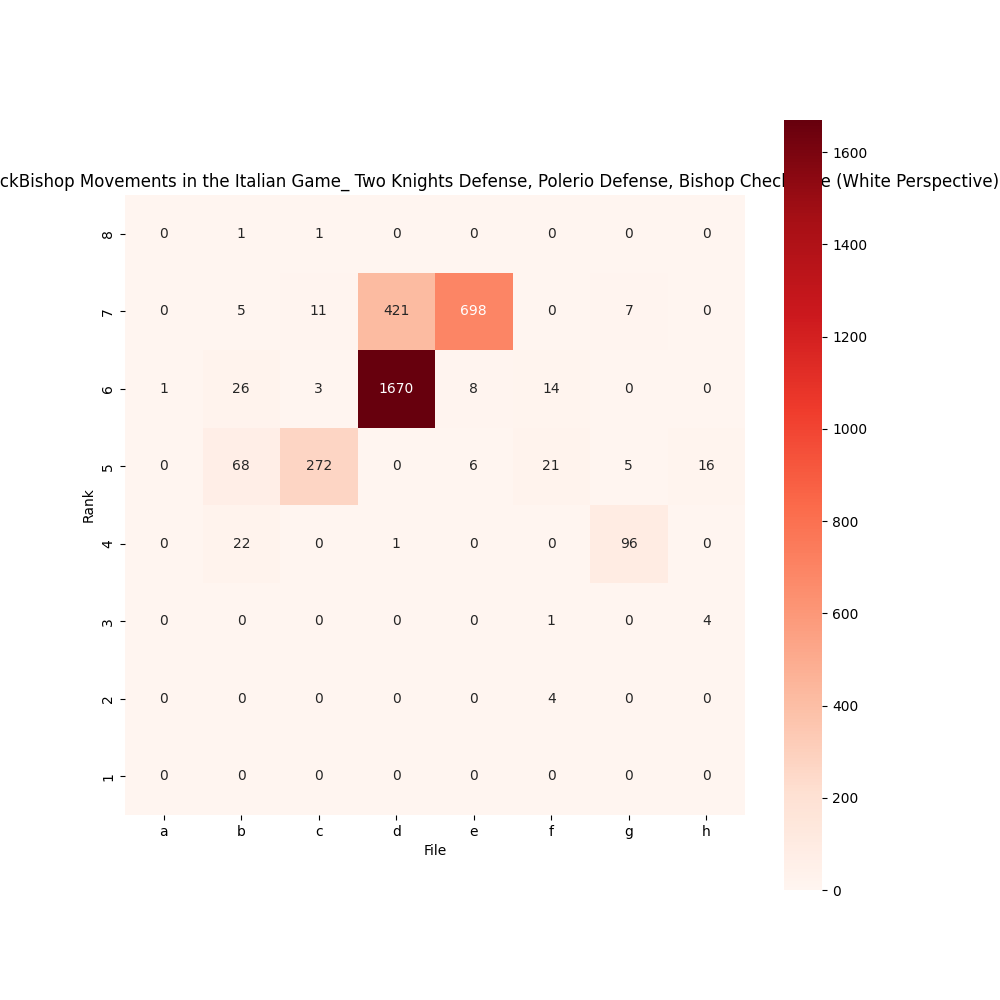 ckBishop Movements in the Italian Game_ Two Knights Defense, Polerio Defense, Bishop Check e (White Perspective)
8 0 1 1 0 0 0 0 0
7 0 5 11 421 698 0 7 0
6 1 26 3 1670 8 14 0 0
5 0 68 272 0 6 21 5 16
4 0 22 0 1 0 0 96 0
3 0 0 0 0 0 1 0 4
2 0 0 0 0 0 4 0 0
1 0 0 0 0 0 0 0 0
a b c d e f g h
Rank
File
1600
1400
1200
1000
800
600
400
200
0